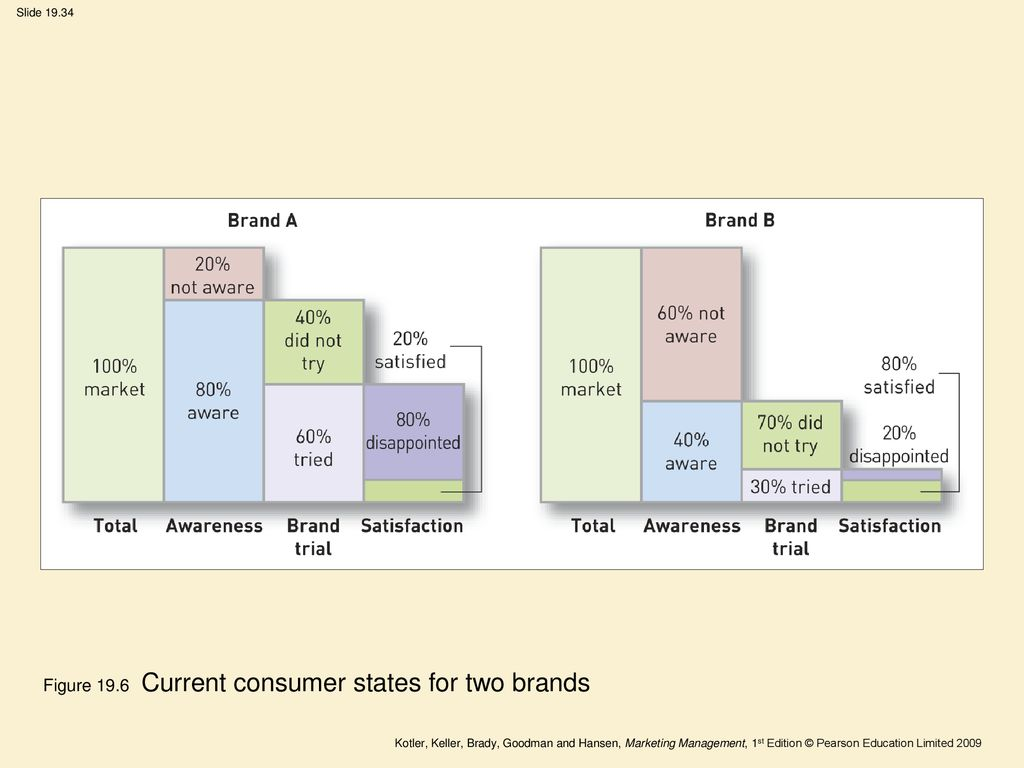 Slide 19.34
Brand A
20%
not aware
100%
market
80%
aware
40%
did not
try
60%
tried
20%
satisfied
80%
disappointed
Total
Awareness
Brand
trial
Satisfaction
Brand B
100%
market
60% not
aware
40%
aware
70% did
not try
30% tried
80%
satisfied
20%
disappointed
Total
Awareness
Brand
trial
Satisfaction
Figure 19.6 Current consumer states for two brands
Kotler, Keller, Brady, Goodman and Hansen, Marketing Management, 1st Edition © Pearson Education Limited 2009